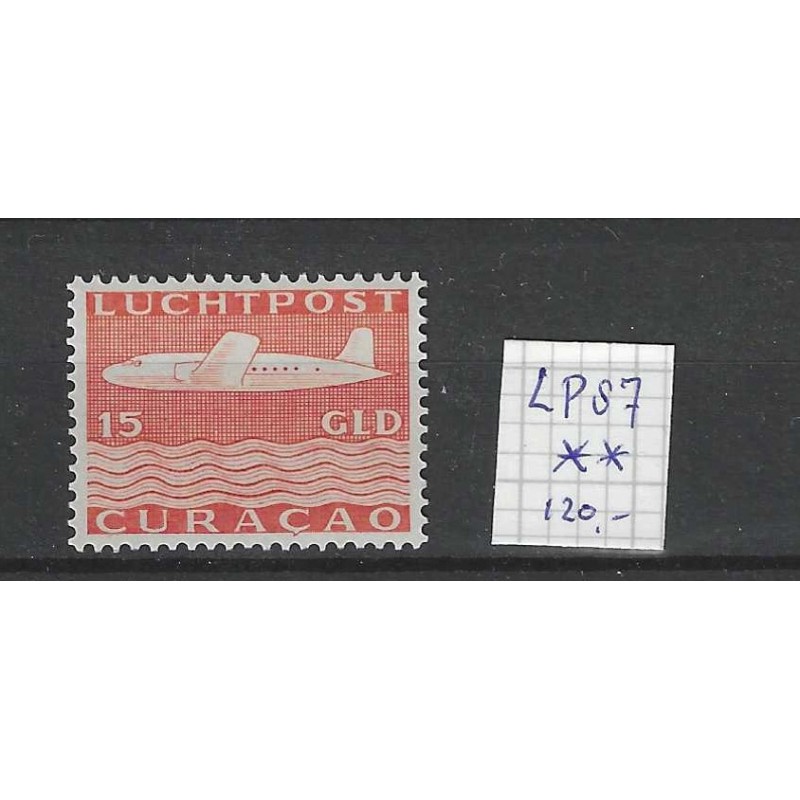 LUCHTPOST
15 GLD
CURAÇAO
LP87
**
120,-